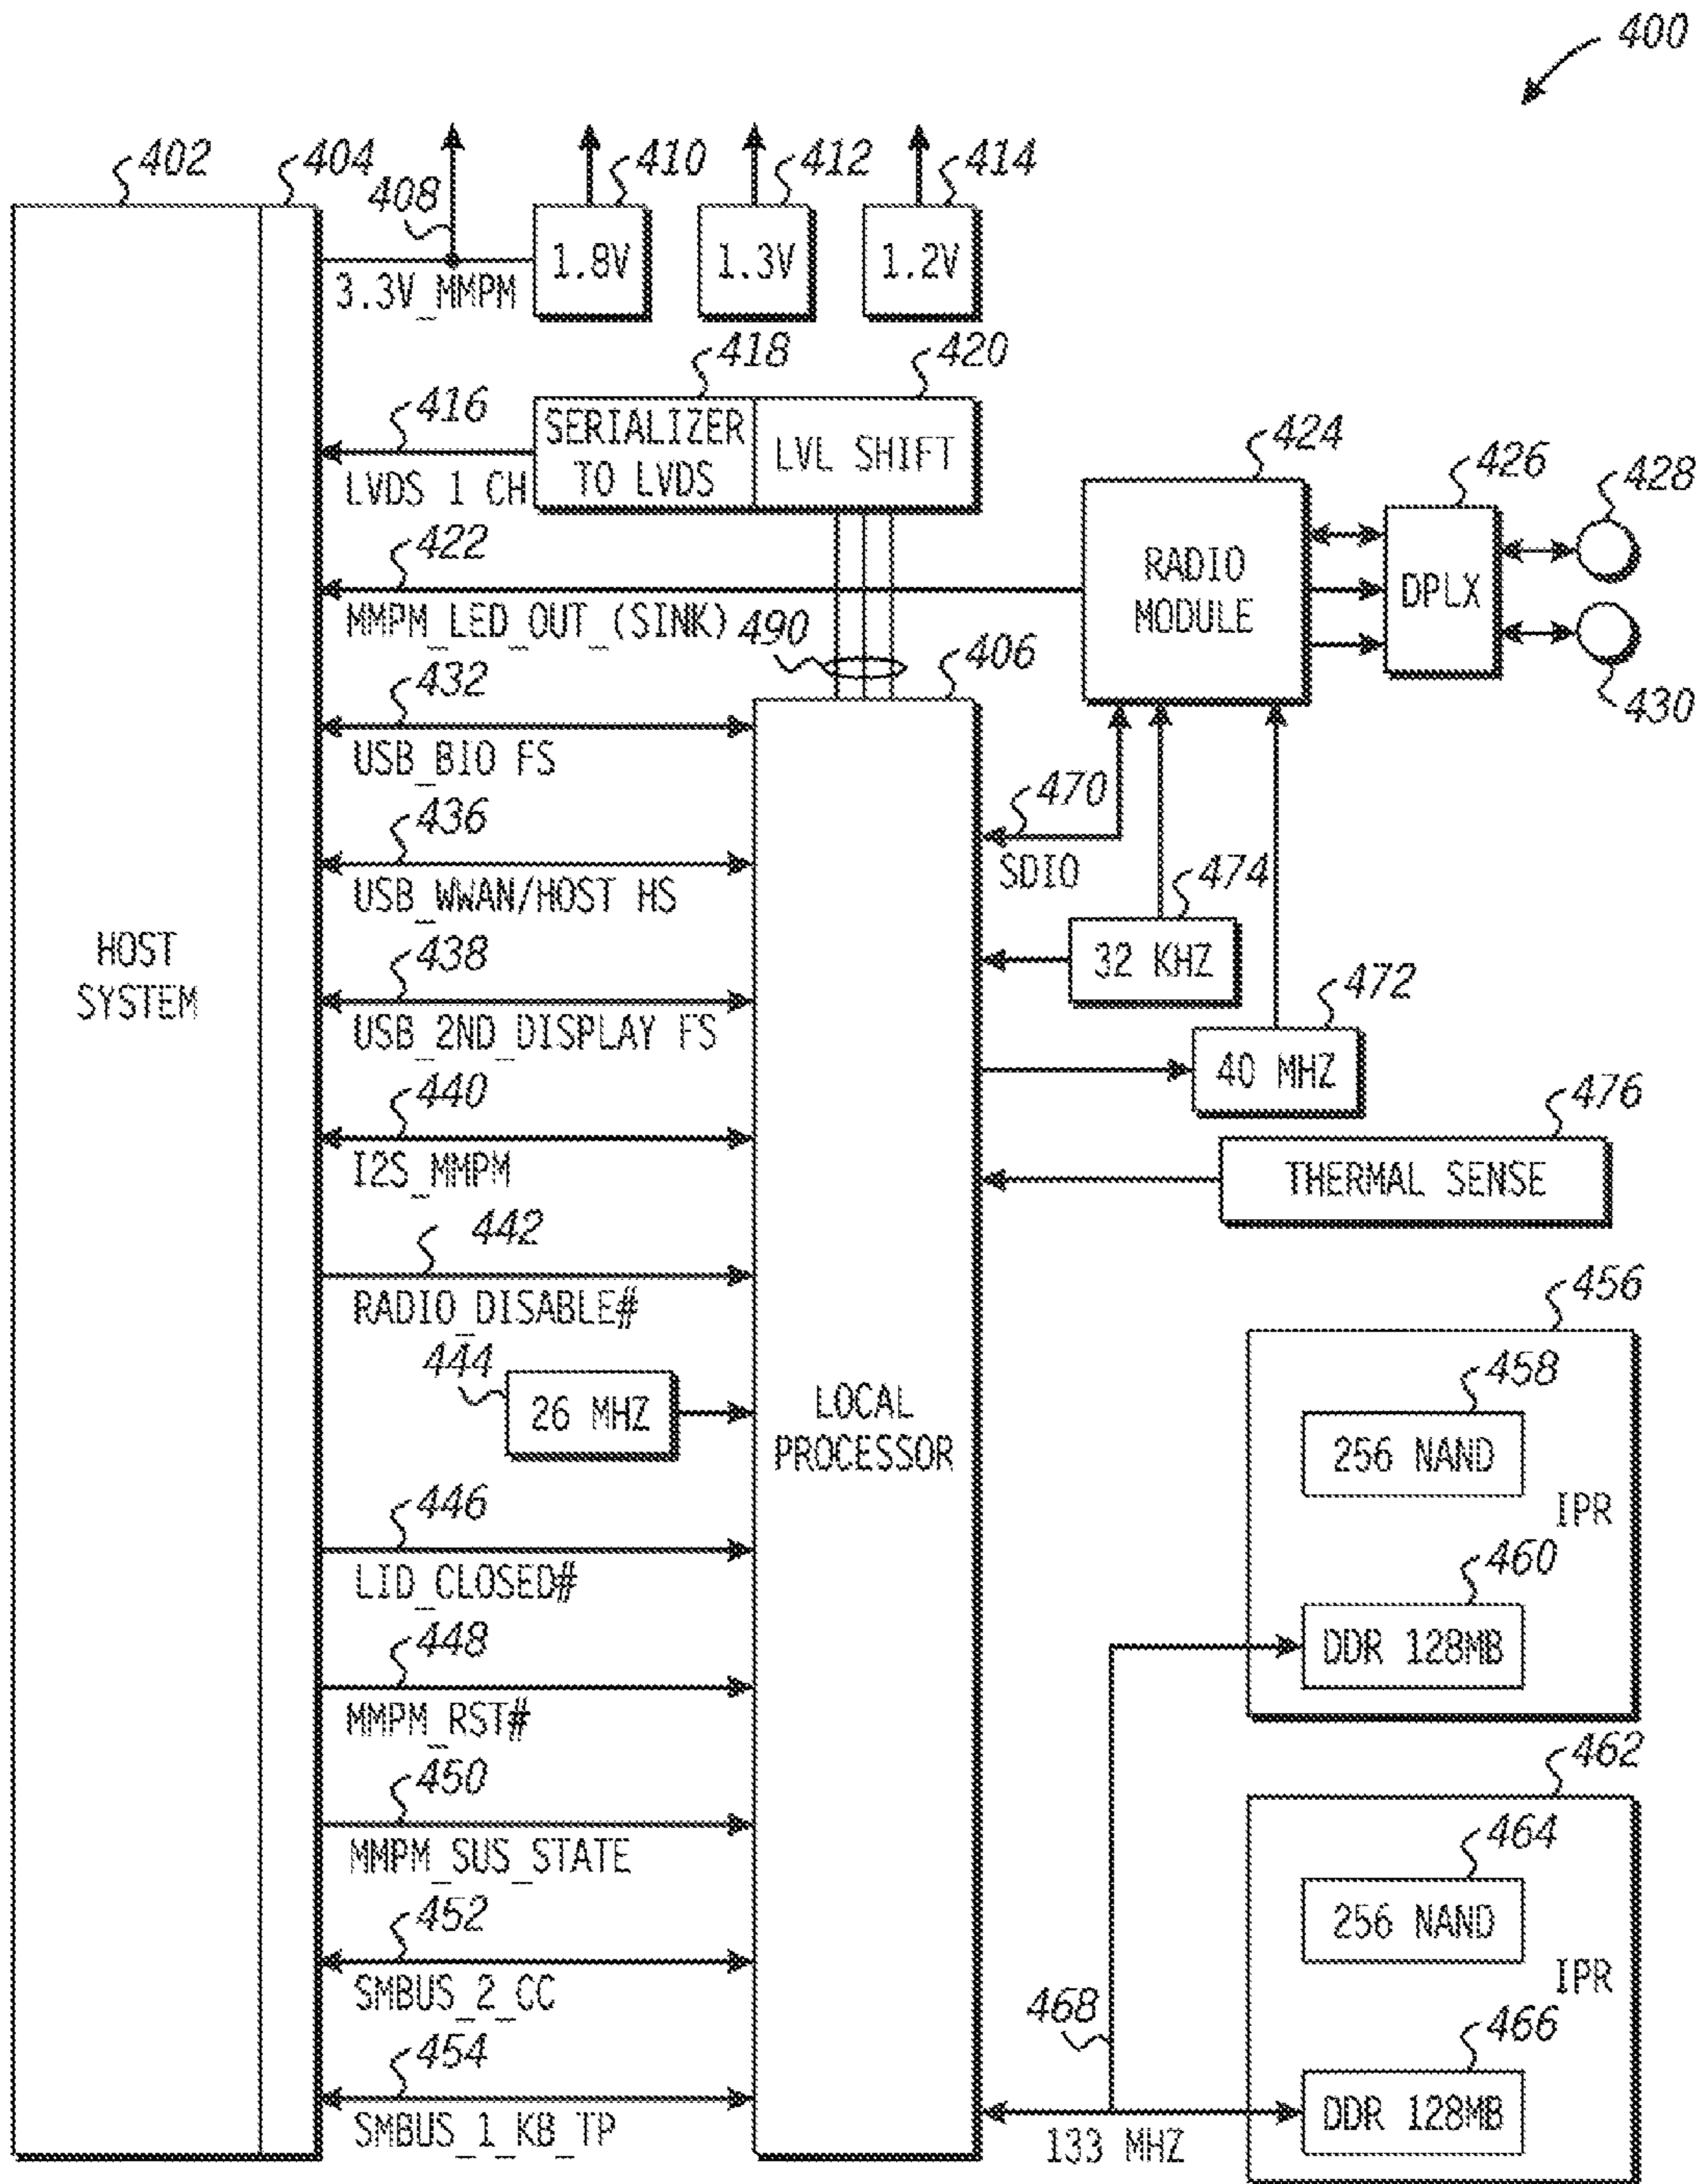 400
402
404
408
410
412
414
1.8V
1.3V
1.2V
3.3V_MMPM
418
420
416
SERIALIZER
TO LVDS
LVL SHIFT
LVDS 1 CH
424
426
428
422
RADIO
MODULE
DPLX
MMPM_LED_OUT_(SINK)
490
406
430
432
USB_BIO FS
470
SDIO
436
USB_WWAN/HOST HS
474
32 KHZ
HOST
SYSTEM
438
USB_2ND_DISPLAY FS
472
40 MHZ
440
I2S_MMPM
476
THERMAL SENSE
442
RADIO_DISABLE#
456
444
26 MHZ
LOCAL
PROCESSOR
458
256 NAND
IPR
446
LID_CLOSED#
460
DDR 128MB
448
MMPM_RST#
450
MMPM_SUS_STATE
462
464
256 NAND
IPR
452
SMBUS_2_CC
468
466
DDR 128MB
454
SMBUS_1_KB_TP
133 MHZ